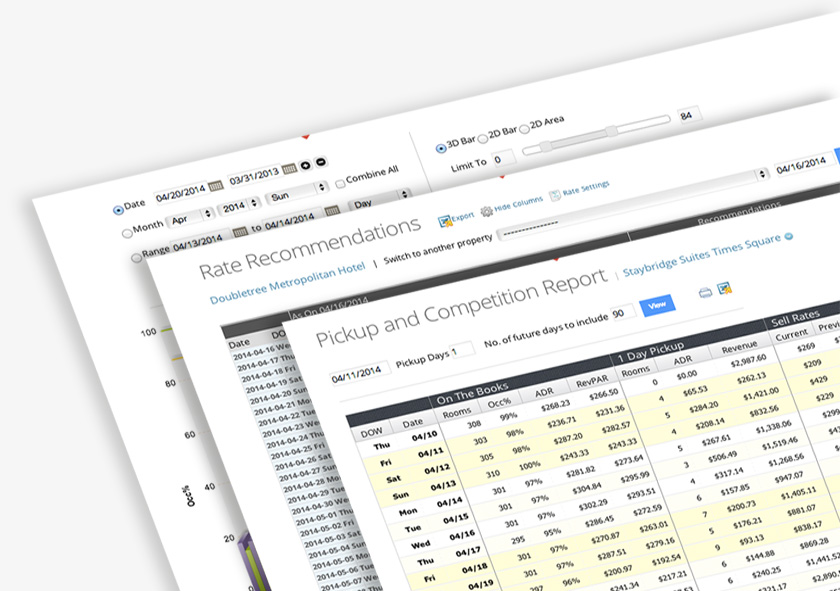 Date 04/20/2014 03/31/2013 Combine All
Month Apr 2014 Sun
Range 04/13/2014 to 04/14/2014 Day
3D Bar 2D Bar 2D Area
Limit To 0 84
100
80
60
40
20
0
Occ%
Rate Recommendations Export Hide Columns Rate Settings
Doubletree Metropolitan Hotel | Switch to another property --------------- 04/16/2014
As On 04/16/2014 Recommendations
Date
2014-04-16 We
2014-04-17 Thu
2014-04-18 Fri
2014-04-19 Sat
2014-04-20 Sun
2014-04-21 Mo
2014-04-22 Tue
2014-04-23 We
2014-04-24 Thu
2014-04-25 Fri
2014-04-26 Sat
2014-04-27 Sun
2014-04-28 Mo
2014-04-29 Tue
2014-04-30 We
2014-05-01 Thu
2014-05-02 Fri
2014-05-03 Sat
2014-05-04 Sun
2014-05-05 Mo
2014-05-06 Tue
2014-05-07 We
Pickup and Competition Report | Staybridge Suites Times Square
04/11/2014 Pickup Days 1 No. of future days to include 90 View
On The Books 1 Day Pickup Sell Rates
DOW Date Rooms Occ% ADR RevPAR Rooms ADR Revenue Current
Thu 04/10 308 99% $268.23 $266.50 0 $0.00 $2,987.60 $269
Fri 04/11 303 98% $236.71 $231.36 4 $65.53 $262.13 $209
Sat 04/12 305 98% $287.20 $282.57 5 $284.20 $1,421.00 $429
Sun 04/13 310 100% $243.33 $243.33 4 $208.14 $832.56 $229
Mon 04/14 301 97% $281.82 $273.64 5 $267.61 $1,338.06
Tue 04/15 301 97% $304.84 $295.99 3 $506.49 $1,519.46
Wed 04/16 301 97% $302.29 $293.51 4 $317.14 $1,268.56
Thu 04/17 295 95% $286.45 $272.59 6 $157.85 $947.07
Fri 04/18 301 97% $270.87 $263.01 7 $200.73 $1,405.11
04/19 301 97% $287.51 $279.16 5 $176.21 $881.07
297 96% $200.97 $192.54 9 $93.13 $838.17
$241.34 $217.21 6 $144.88 $869.28
6 $240.25 $1,441.52